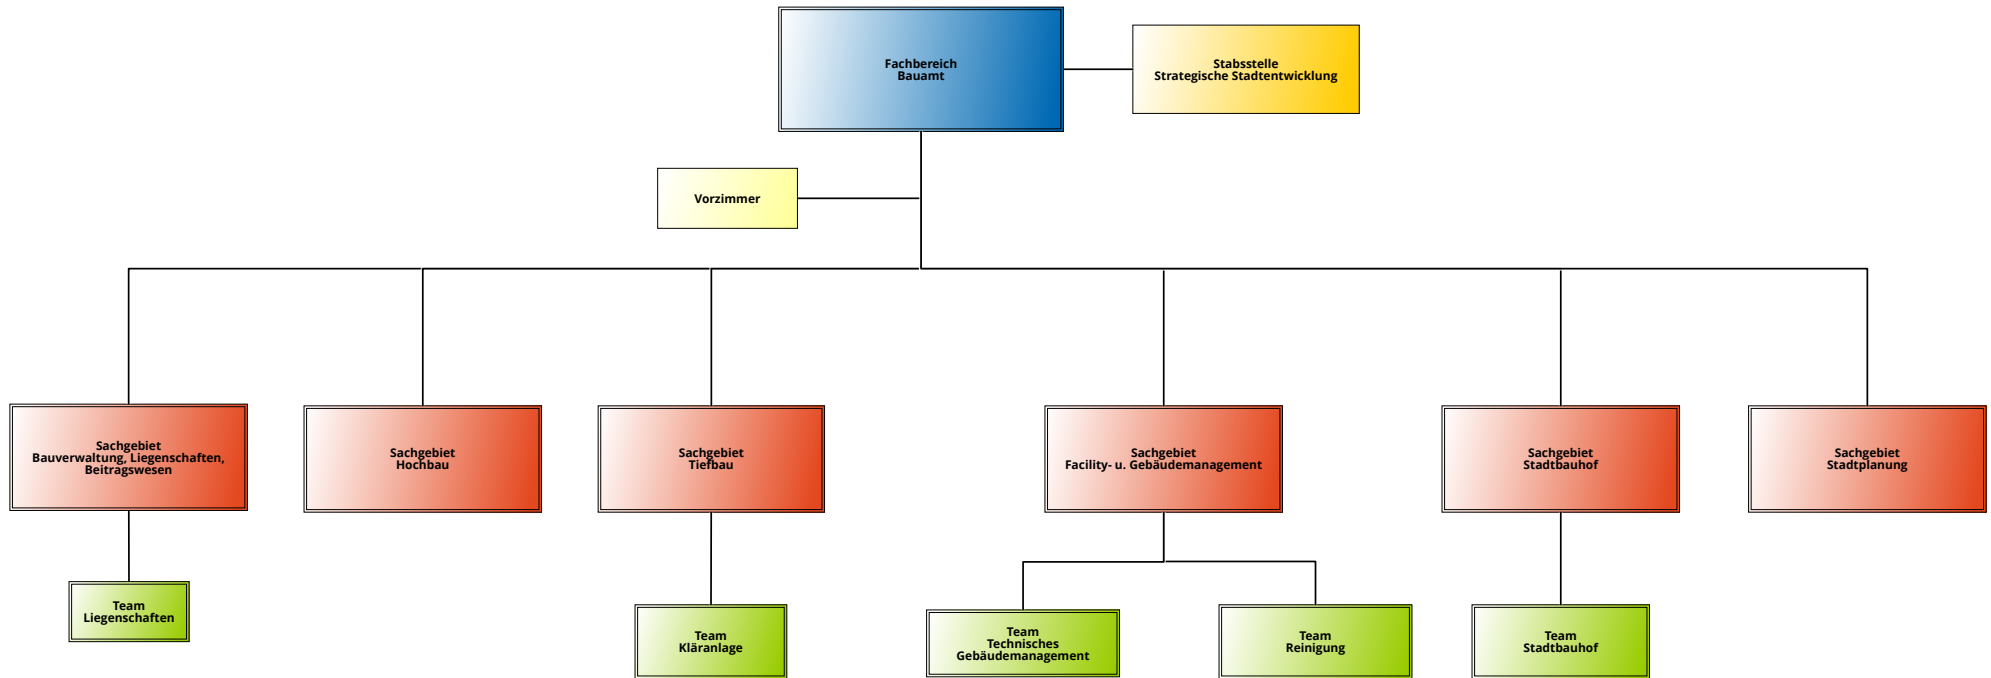 Fachbereich
Bauamt
Stabsstelle
Strategische Stadtentwicklung
Vorzimmer
Sachgebiet
Bauverwaltung, Liegenschaften,
Beitragswesen
Sachgebiet
Hochbau
Sachgebiet
Tiefbau
Sachgebiet
Facility- u. Gebäudemanagement
Sachgebiet
Stadtbauhof
Sachgebiet
Stadtplanung
Team
Liegenschaften
Team
Kläranlage
Team
Technisches
Gebäudemanagement
Team
Reinigung
Team
Stadtbauhof